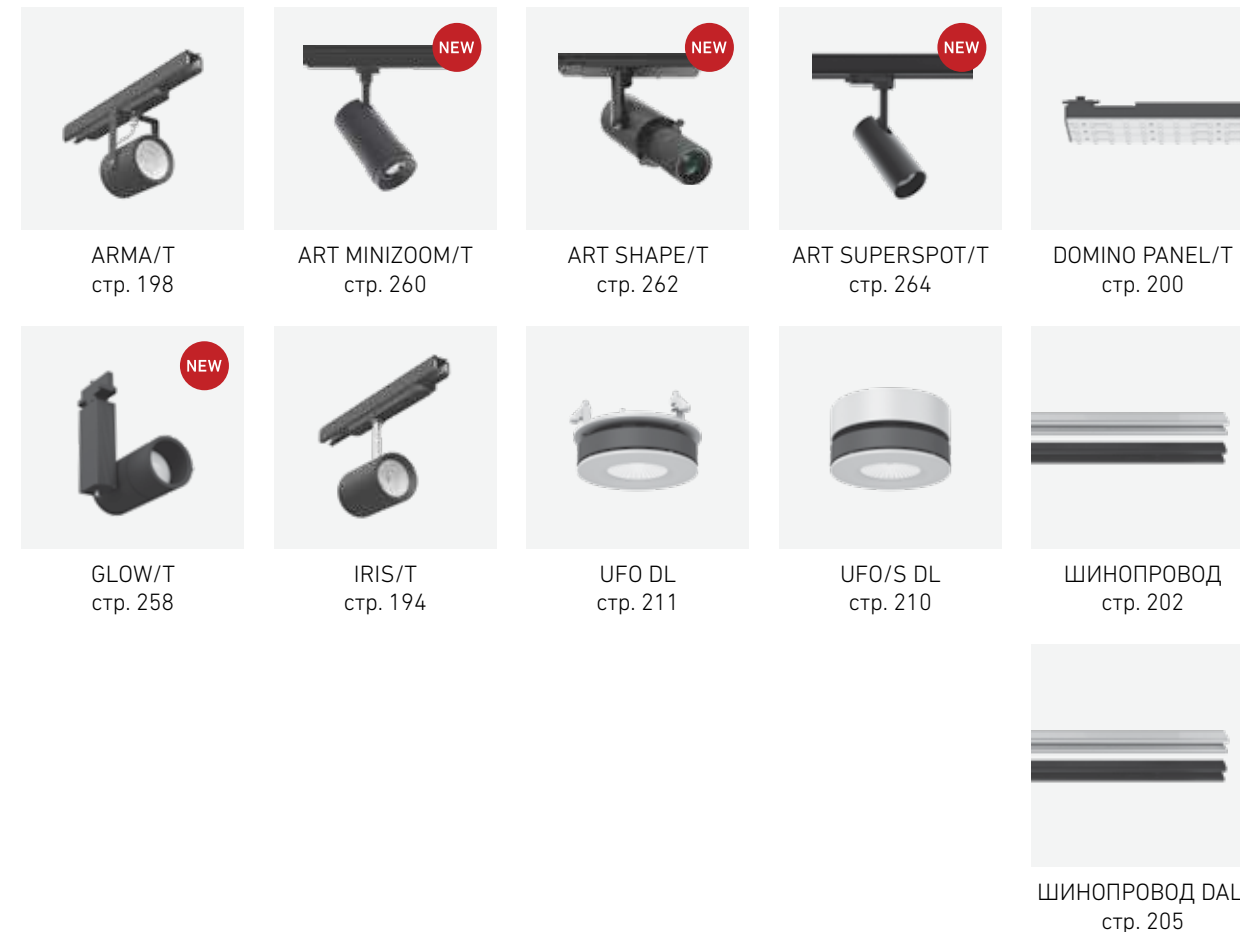 NEW
NEW
NEW
ARMA/T
стр. 198
ART MINIZOOM/T
стр. 260
ART SHAPE/T
стр. 262
ART SUPERSPOT/T
стр. 264
DOMINO PANEL/T
стр. 200
NEW
GLOW/T
стр. 258
IRIS/T
стр. 194
UFO DL
стр. 211
UFO/S DL
стр. 210
ШИНОПРОВОД
стр. 202
ШИНОПРОВОД DAL
стр. 205